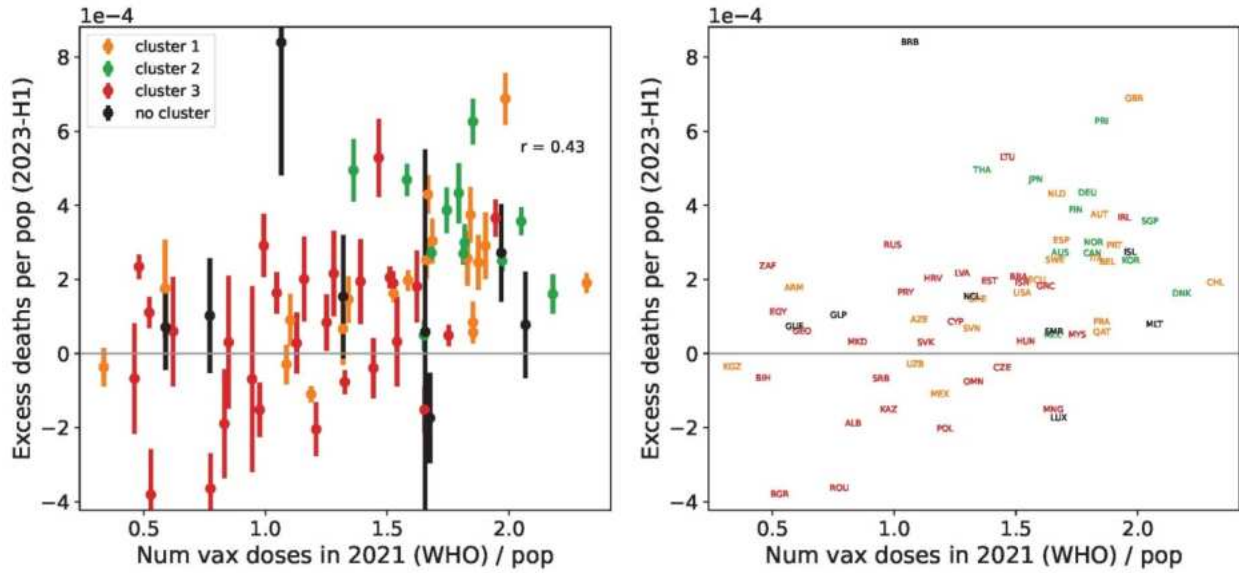 1e−4
cluster 1
cluster 2
cluster 3
no cluster
r = 0.43
8
6
4
2
0
−2
−4
0.5 1.0 1.5 2.0
Excess deaths per pop (2023-H1)
Num vax doses in 2021 (WHO) / pop
1e−4
BRB
GBR
PRI
LTU
THA
JPN
NLD
DEU
FIN
AUT
IRL
SGP
RUS
ESP
NOR
PRT
AUS
CAN
ISL
ZAF
SWE
BEL
KOR
LVA
HRV
EST
CHL
ARM
PRY
GRC
USA
NCL
DNK
EGY
GLP
AZE
CYP
FRA
GUF
GEO
SVN
MLT
SMR
MYS
QAT
MKD
SVK
HUN
KGZ
UZB
CZE
BIH
SRB
OMN
MEX
KAZ
MNG
ALB
LUX
POL
ROU
BGR
8
6
4
2
0
−2
−4
0.5 1.0 1.5 2.0
Excess deaths per pop (2023-H1)
Num vax doses in 2021 (WHO) / pop